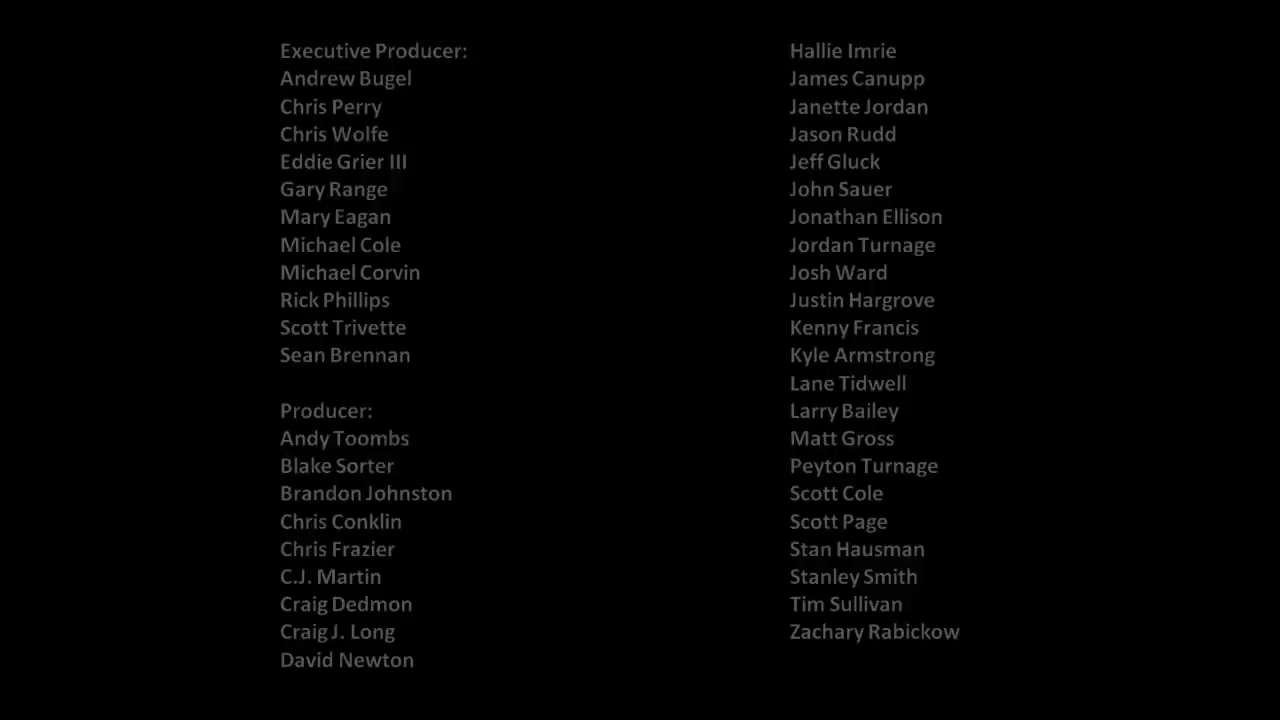 Executive Producer:
Andrew Bugel
Chris Perry
Chris Wolfe
Eddie Grier III
Gary Range
Mary Eagan
Michael Cole
Michael Corvin
Rick Phillips
Scott Trivette
Sean Brennan
Producer:
Andy Toombs
Blake Sorter
Brandon Johnston
Chris Conklin
Chris Frazier
C.J. Martin
Craig Dedmon
Craig J. Long
David Newton
Hallie Imrie
James Canupp
Janette Jordan
Jason Rudd
Jeff Gluck
John Sauer
Jonathan Ellison
Jordan Turnage
Josh Ward
Justin Hargrove
Kenny Francis
Kyle Armstrong
Lane Tidwell
Larry Bailey
Matt Gross
Peyton Turnage
Scott Cole
Scott Page
Stan Hausman
Stanley Smith
Tim Sullivan
Zachary Rabickow